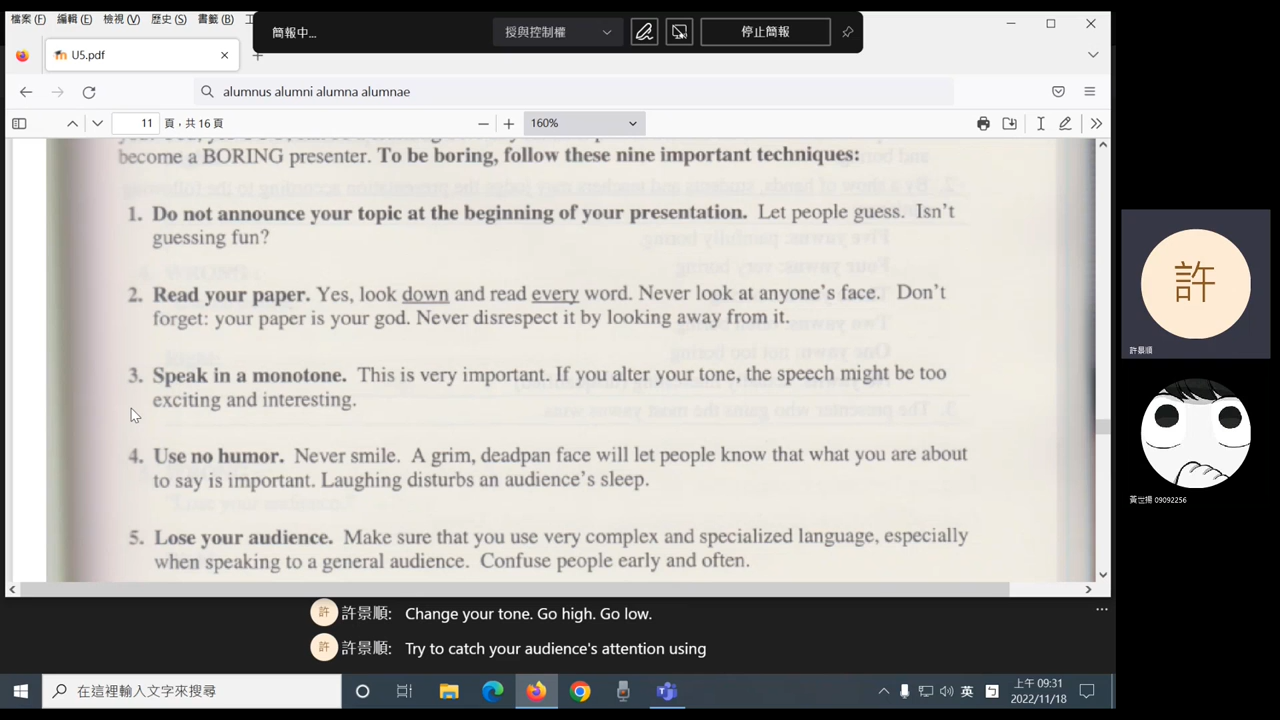 檔案 (F) 編輯 (E) 檢視 (V) 歷史 (S) 書籤 (B)
簡報中...
授與控制權
停止簡報
U5.pdf
alumnus alumni alumna alumnae
11 頁，共 16 頁
160%
become a BORING presenter. To be boring, follow these nine important techniques:
1. Do not announce your topic at the beginning of your presentation. Let people guess. Isn't
guessing fun?
2. Read your paper. Yes, look down and read every word. Never look at anyone's face. Don't
forget: your paper is your god. Never disrespect it by looking away from it.
3. Speak in a monotone. This is very important. If you alter your tone, the speech might be too
exciting and interesting.
4. Use no humor. Never smile. A grim, deadpan face will let people know that what you are about
to say is important. Laughing disturbs an audience's sleep.
5. Lose your audience. Make sure that you use very complex and specialized language, especially
when speaking to a general audience. Confuse people early and often.
許
許景順
黃世揚 09092256
許 許景順: Change your tone. Go high. Go low.
許 許景順: Try to catch your audience's attention using
在這裡輸入文字來搜尋
英
上午 09:31
2022/11/18